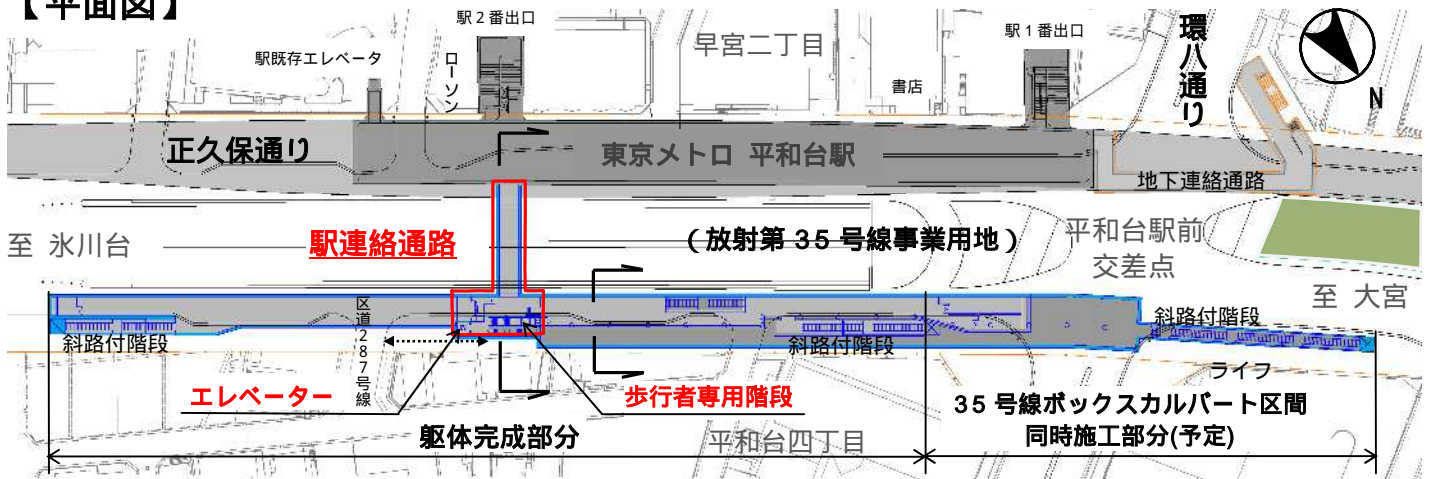 【平面図】
駅２番出口
駅１番出口
早宮二丁目
環八通り
駅既存エレベータ
ローソン
書店
N
正久保通り
東京メトロ 平和台駅
地下連絡通路
至 氷川台
駅連絡通路
（放射第 35 号線事業用地）
平和台駅前
交差点
至 大宮
区道２８７号線
斜路付階段
斜路付階段
斜路付階段
ライフ
エレベーター
歩行者専用階段
35 号線ボックスカルバート区間
同時施工部分(予定)
躯体完成部分
平和台四丁目